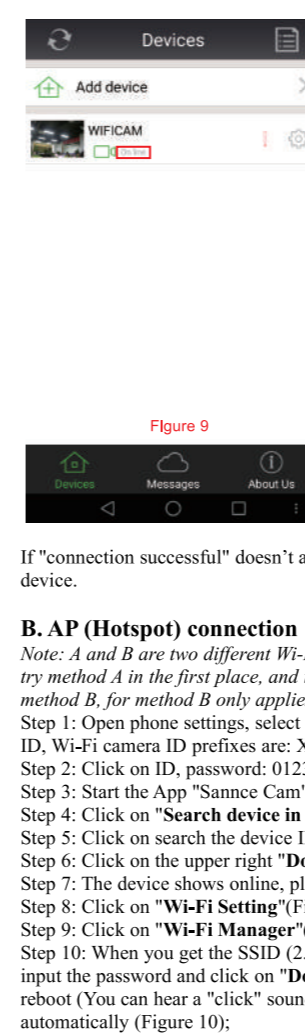 Devices
Add device
WIFICAM
On line
Figure 9
Devices Messages About Us
If "connection successful" doesn't a
device.
B. AP (Hotspot) connection
Note: A and B are two different Wi-
try method A in the first place, and
method B, for method B only applie
Step 1: Open phone settings, select
ID, Wi-Fi camera ID prefixes are: X
Step 2: Click on ID, password: 0123
Step 3: Start the App "Sannce Cam"
Step 4: Click on "Search device in
Step 5: Click on search the device I
Step 6: Click on the upper right "Do
Step 7: The device shows online, pl
Step 8: Click on "Wi-Fi Setting"(Fi
Step 9: Click on "Wi-Fi Manager"(
Step 10: When you get the SSID (2.
input the password and click on "Do
reboot (You can hear a "click" soun
automatically (Figure 10);